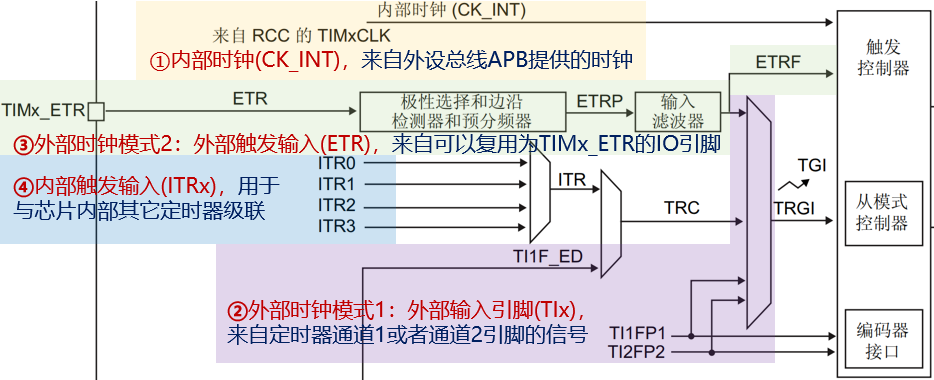 内部时钟 (CK_INT)
来自 RCC 的 TIMxCLK
①内部时钟(CK_INT)，来自外设总线APB提供的时钟
触发
控制器
ETRF
TIMx_ETR
ETR
极性选择和边沿
检测器和预分频器
ETRP
输入
滤波器
③外部时钟模式2：外部触发输入(ETR)，来自可以复用为TIMx_ETR的IO引脚
④内部触发输入(ITRx)，用于
与芯片内部其它定时器级联
ITR0
ITR1
ITR2
ITR3
ITR
TRC
TI1F_ED
TGI
TRGI
从模式
控制器
②外部时钟模式1：外部输入引脚(TIx)，
来自定时器通道1或者通道2引脚的信号
TI1FP1
TI2FP2
编码器
接口